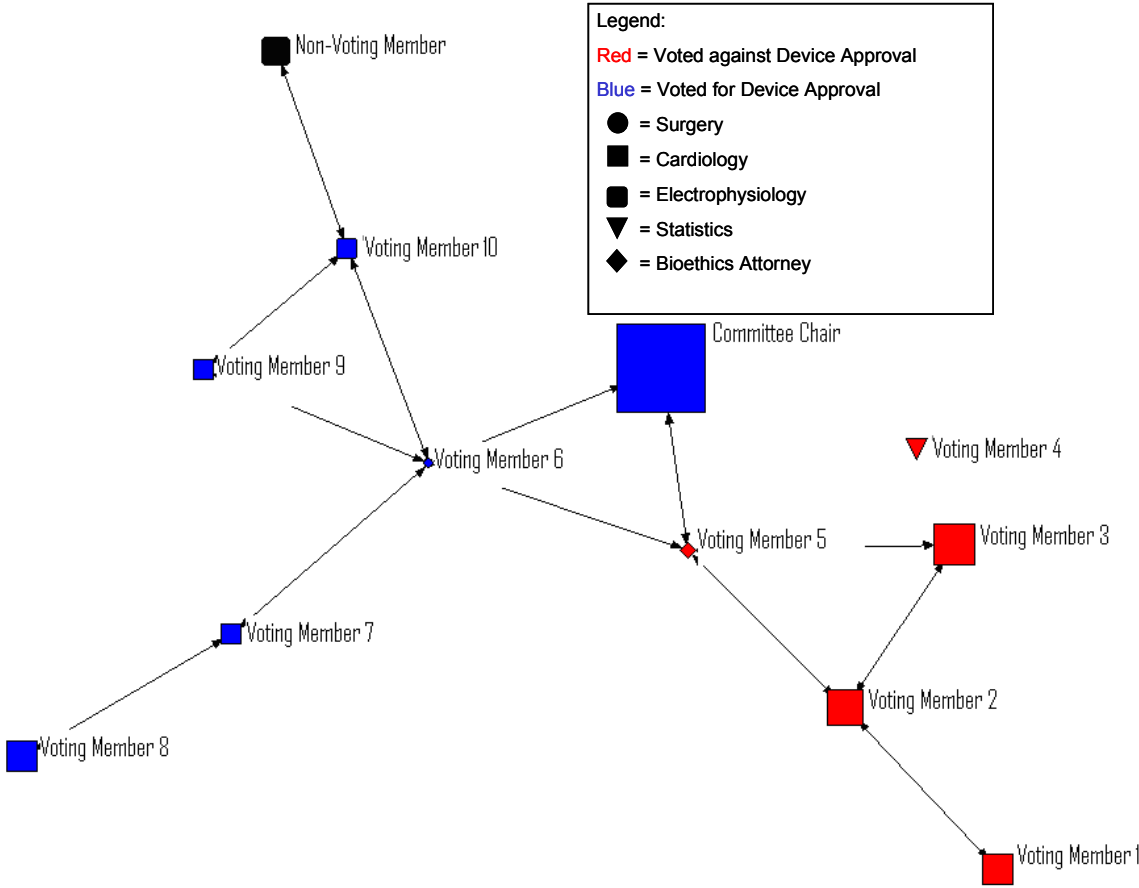 Non-Voting Member
Legend:
Red = Voted against Device Approval
Blue = Voted for Device Approval
= Surgery
= Cardiology
= Electrophysiology
= Statistics
= Bioethics Attorney
Voting Member 10
Committee Chair
Voting Member 9
Voting Member 4
Voting Member 6
Voting Member 3
Voting Member 5
Voting Member 7
Voting Member 2
Voting Member 8
Voting Member 1